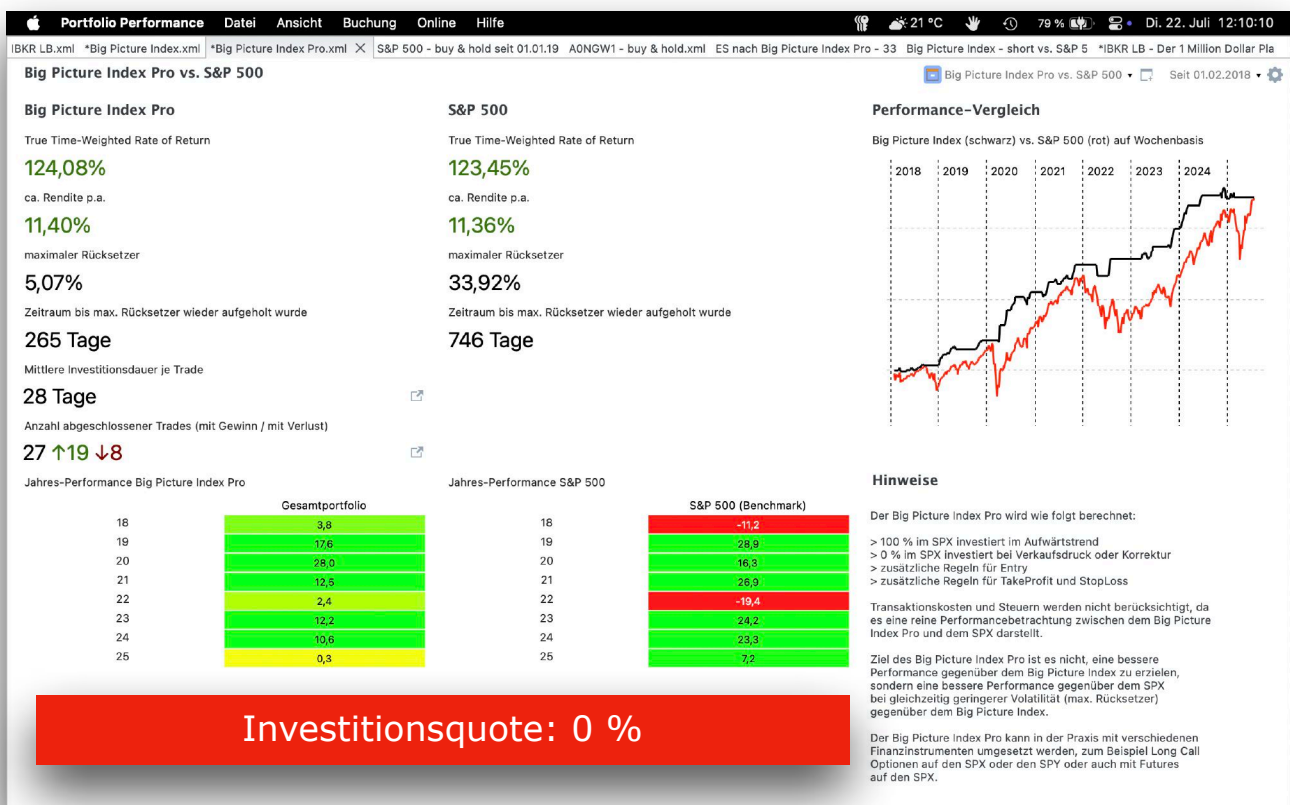 Portfolio Performance Datei Ansicht Buchung Online Hilfe 21 °C 79 % Di. 22. Juli 12:10:10
IBKR LB.xml *Big Picture Index.xml *Big Picture Index Pro.xml S&P 500 - buy & hold seit 01.01.19 A0NGW1 - buy & hold.xml ES nach Big Picture Index Pro - 33 Big Picture Index - short vs. S&P 5 *IBKR LB - Der 1 Million Dollar Pla
Big Picture Index Pro vs. S&P 500 Big Picture Index Pro vs. S&P 500 Seit 01.02.2018
Big Picture Index Pro
True Time-Weighted Rate of Return
124,08%
ca. Rendite p.a.
11,40%
maximaler Rücksetzer
5,07%
Zeitraum bis max. Rücksetzer wieder aufgeholt wurde
265 Tage
Mittlere Investitionsdauer je Trade
28 Tage
Anzahl abgeschlossener Trades (mit Gewinn / mit Verlust)
27 ↑19 ↓8
Jahres-Performance Big Picture Index Pro
Gesamtportfolio
18 3,8
19 17,6
20 28,0
21 12,5
22 2,4
23 12,2
24 10,6
25 0,3
S&P 500
True Time-Weighted Rate of Return
123,45%
ca. Rendite p.a.
11,36%
maximaler Rücksetzer
33,92%
Zeitraum bis max. Rücksetzer wieder aufgeholt wurde
746 Tage
Jahres-Performance S&P 500
S&P 500 (Benchmark)
18 -11,2
19 28,9
20 16,3
21 26,9
22 -19,4
23 24,2
24 23,3
25 7,2
Investitionsquote: 0 %
Performance-Vergleich
Big Picture Index (schwarz) vs. S&P 500 (rot) auf Wochenbasis
2018 2019 2020 2021 2022 2023 2024
Hinweise
Der Big Picture Index Pro wird wie folgt berechnet:
> 100 % im SPX investiert im Aufwärtstrend
> 0 % im SPX investiert bei Verkaufsdruck oder Korrektur
> zusätzliche Regeln für Entry
> zusätzliche Regeln für TakeProfit und StopLoss
Transaktionskosten und Steuern werden nicht berücksichtigt, da
es eine reine Performancebetrachtung zwischen dem Big Picture
Index Pro und dem SPX darstellt.
Ziel des Big Picture Index Pro ist es nicht, eine bessere
Performance gegenüber dem Big Picture Index zu erzielen,
sondern eine bessere Performance gegenüber dem SPX
bei gleichzeitig geringerer Volatilität (max. Rücksetzer)
gegenüber dem Big Picture Index.
Der Big Picture Index Pro kann in der Praxis mit verschiedenen
Finanzinstrumenten umgesetzt werden, zum Beispiel Long Call
Optionen auf den SPX oder den SPY oder auch mit Futures
auf den SPX.